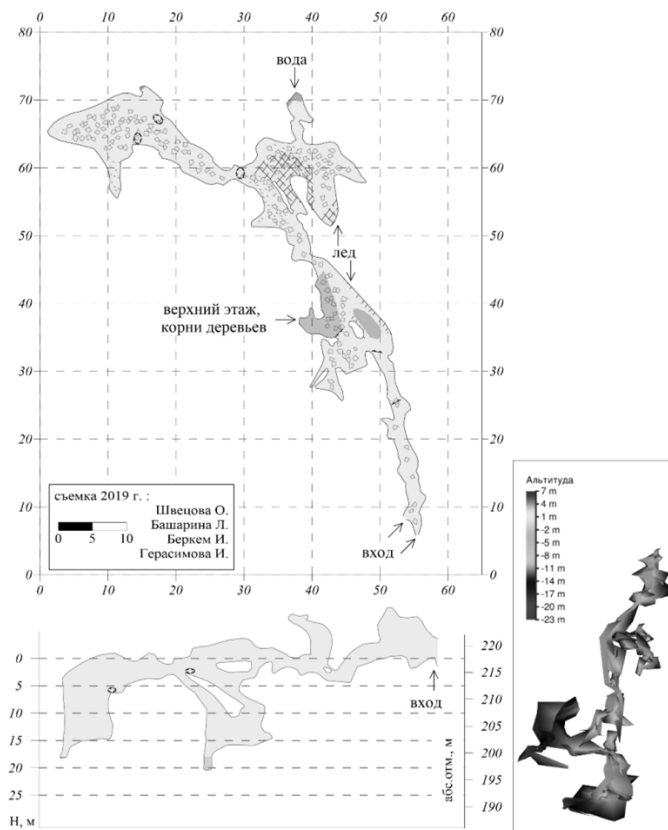 0 10 20 30 40 50 60
80 80
вода
70 70
60 60
50 50
лед
40 40
верхний этаж,
корни деревьев
30 30
20 20
съемка 2019 г. :
Швецова О.
Башарина Л.
Беркем И.
Герасимова И.
0 5 10
10 10
вход
0 0
0 10 20 30 40 50 60
Альтитуда
7 m
4 m
1 m
-2 m
-5 m
-8 m
-11 m
-14 m
-17 m
-20 m
-23 m
220
0 215
5 210
вход
10 205
15 200
20 195
25 190
Н, м
абс.отм., м